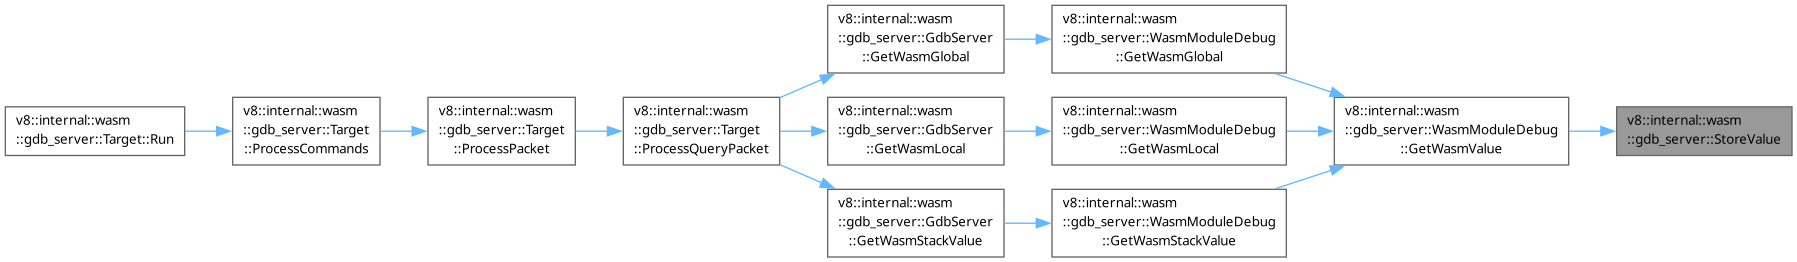 v8::internal::wasm
::gdb_server::Target::Run
v8::internal::wasm
::gdb_server::Target
::ProcessCommands
v8::internal::wasm
::gdb_server::Target
::ProcessPacket
v8::internal::wasm
::gdb_server::Target
::ProcessQueryPacket
v8::internal::wasm
::gdb_server::GdbServer
::GetWasmGlobal
v8::internal::wasm
::gdb_server::WasmModuleDebug
::GetWasmGlobal
v8::internal::wasm
::gdb_server::GdbServer
::GetWasmLocal
v8::internal::wasm
::gdb_server::WasmModuleDebug
::GetWasmLocal
v8::internal::wasm
::gdb_server::GdbServer
::GetWasmStackValue
v8::internal::wasm
::gdb_server::WasmModuleDebug
::GetWasmStackValue
v8::internal::wasm
::gdb_server::WasmModuleDebug
::GetWasmValue
v8::internal::wasm
::gdb_server::StoreValue